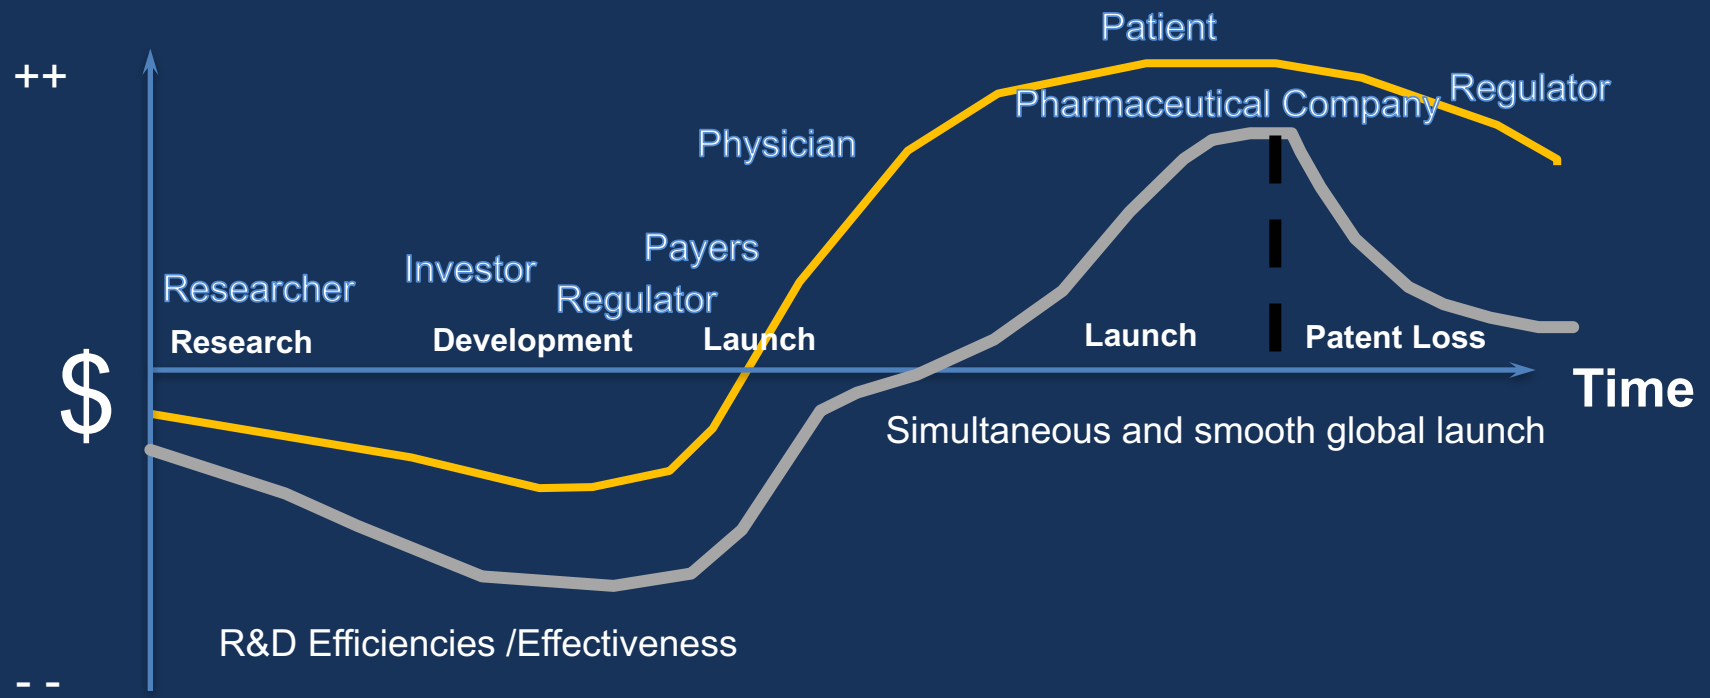 Patient
++
Pharmaceutical Company
Regulator
Physician
Payers
Investor
Researcher
Regulator
Research
Development
Launch
Launch
Patent Loss
$
Time
Simultaneous and smooth global launch
R&D Efficiencies /Effectiveness
- -